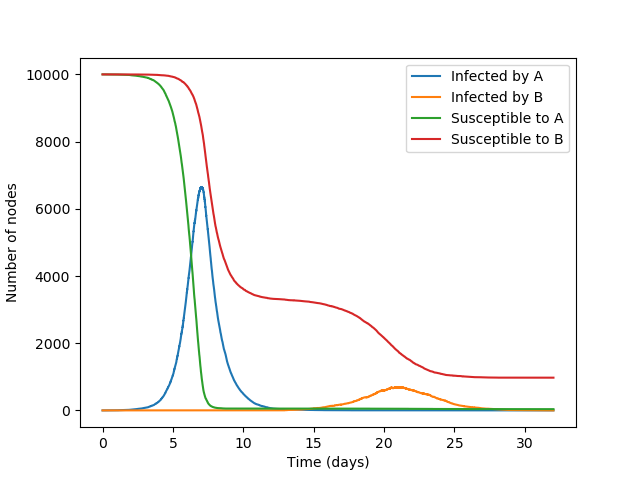 Number of nodes
10000
8000
6000
4000
2000
0
Infected by A
Infected by B
Susceptible to A
Susceptible to B
0 5 10 15 20 25 30
Time (days)